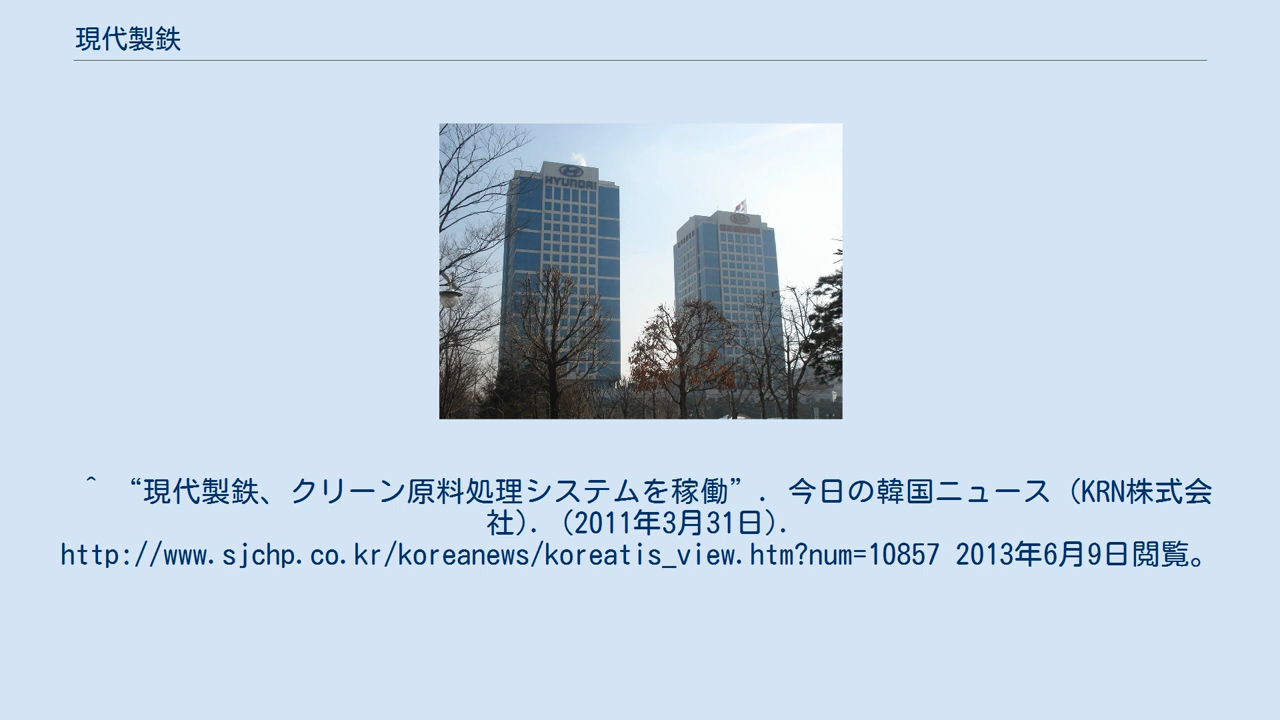 現代製鉄
HYUNDAI
^ “現代製鉄、クリーン原料処理システムを稼働”. 今日の韓国ニュース（KRN株式会
社). (2011年3月31日).
http://www.sjchp.co.kr/koreanews/koreatis_view.htm?num=10857 2013年6月9日閲覧。